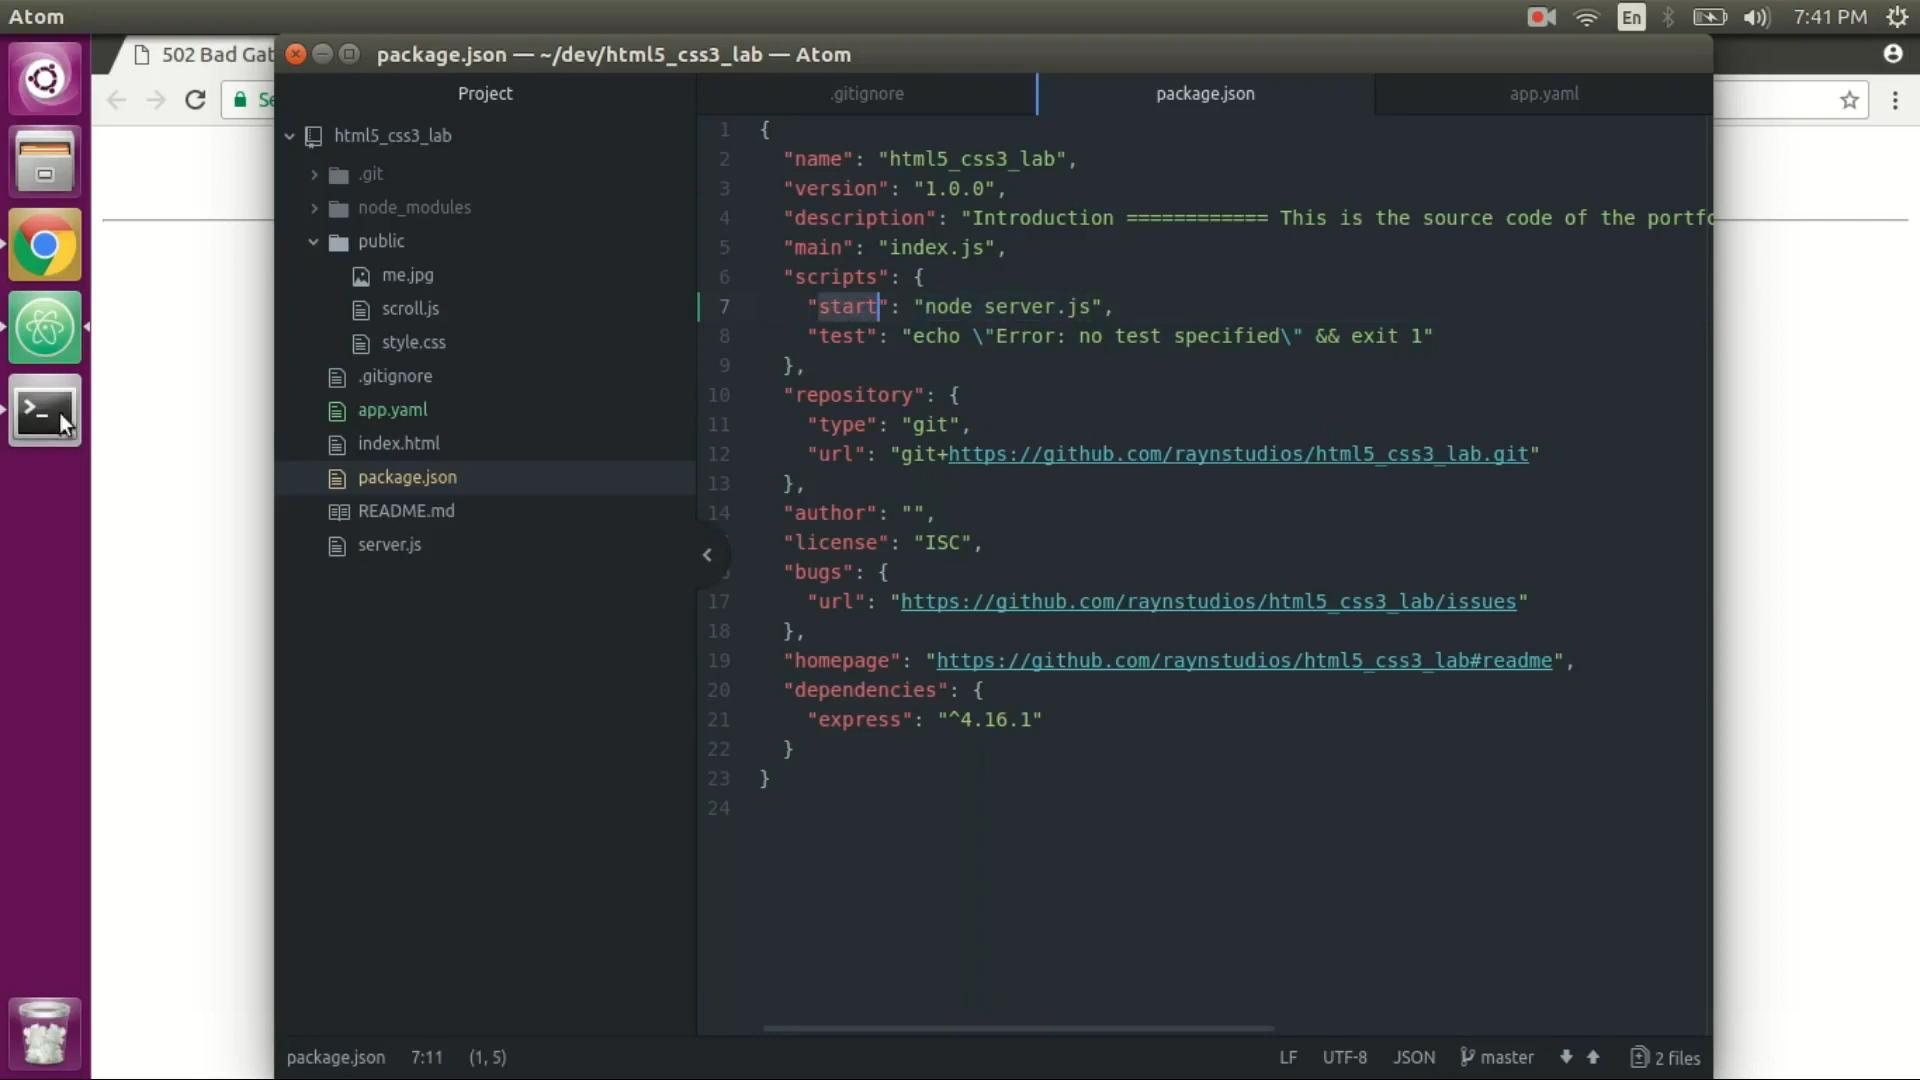 Atom
En
7:41 PM
502 Bad Gat
package.json — ~/dev/html5_css3_lab — Atom
Se
Project
html5_css3_lab
.git
node_modules
public
me.jpg
scroll.js
style.css
.gitignore
app.yaml
index.html
package.json
README.md
server.js
.gitignore
package.json
app.yaml
1 {
2 "name": "html5_css3_lab",
3 "version": "1.0.0",
4 "description": "Introduction ============ This is the source code of the portfo
5 "main": "index.js",
6 "scripts": {
7 "start": "node server.js",
8 "test": "echo \"Error: no test specified\" && exit 1"
9 },
10 "repository": {
11 "type": "git",
12 "url": "git+https://github.com/raynstudios/html5_css3_lab.git"
13 },
14 "author": "",
"license": "ISC",
"bugs": {
17 "url": "https://github.com/raynstudios/html5_css3_lab/issues"
18 },
19 "homepage": "https://github.com/raynstudios/html5_css3_lab#readme",
20 "dependencies": {
21 "express": "^4.16.1"
22 }
23 }
24
package.json 7:11 (1, 5)
LF UTF-8 JSON master 2 files